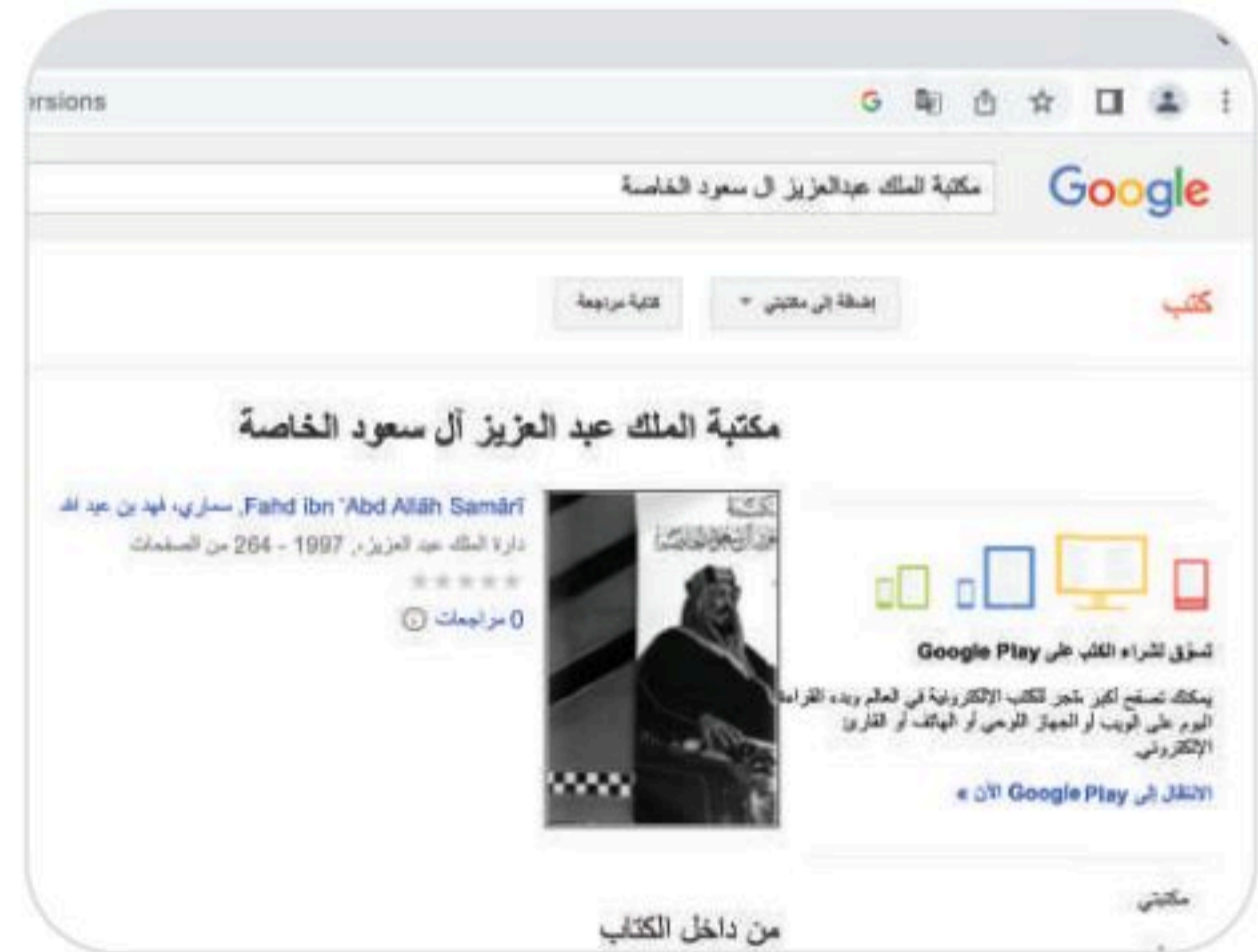 ersions
Google
مكتبة الملك عبدالعزيز ال سعود الخاصة
كتب
إضافة إلى مكتبتي
كتابة مراجعة
مكتبة الملك عبد العزيز آل سعود الخاصة
Fahd ibn 'Abd Allāh Samārī, سماري، فهد بن عبد الله
دارة الملك عبد العزيز،, 1997 - 264 من الصفحات
0 مراجعات
تسوّق لشراء الكتب على Google Play
يمكنك تصفح أكبر متجر للكتب الإلكترونية في العالم وبدء القراءة
اليوم على الويب أو الجهاز اللوحي أو الهاتف أو القارئ
الإلكتروني.
الانتقال إلى Google Play الآن »
مكتبتي
من داخل الكتاب